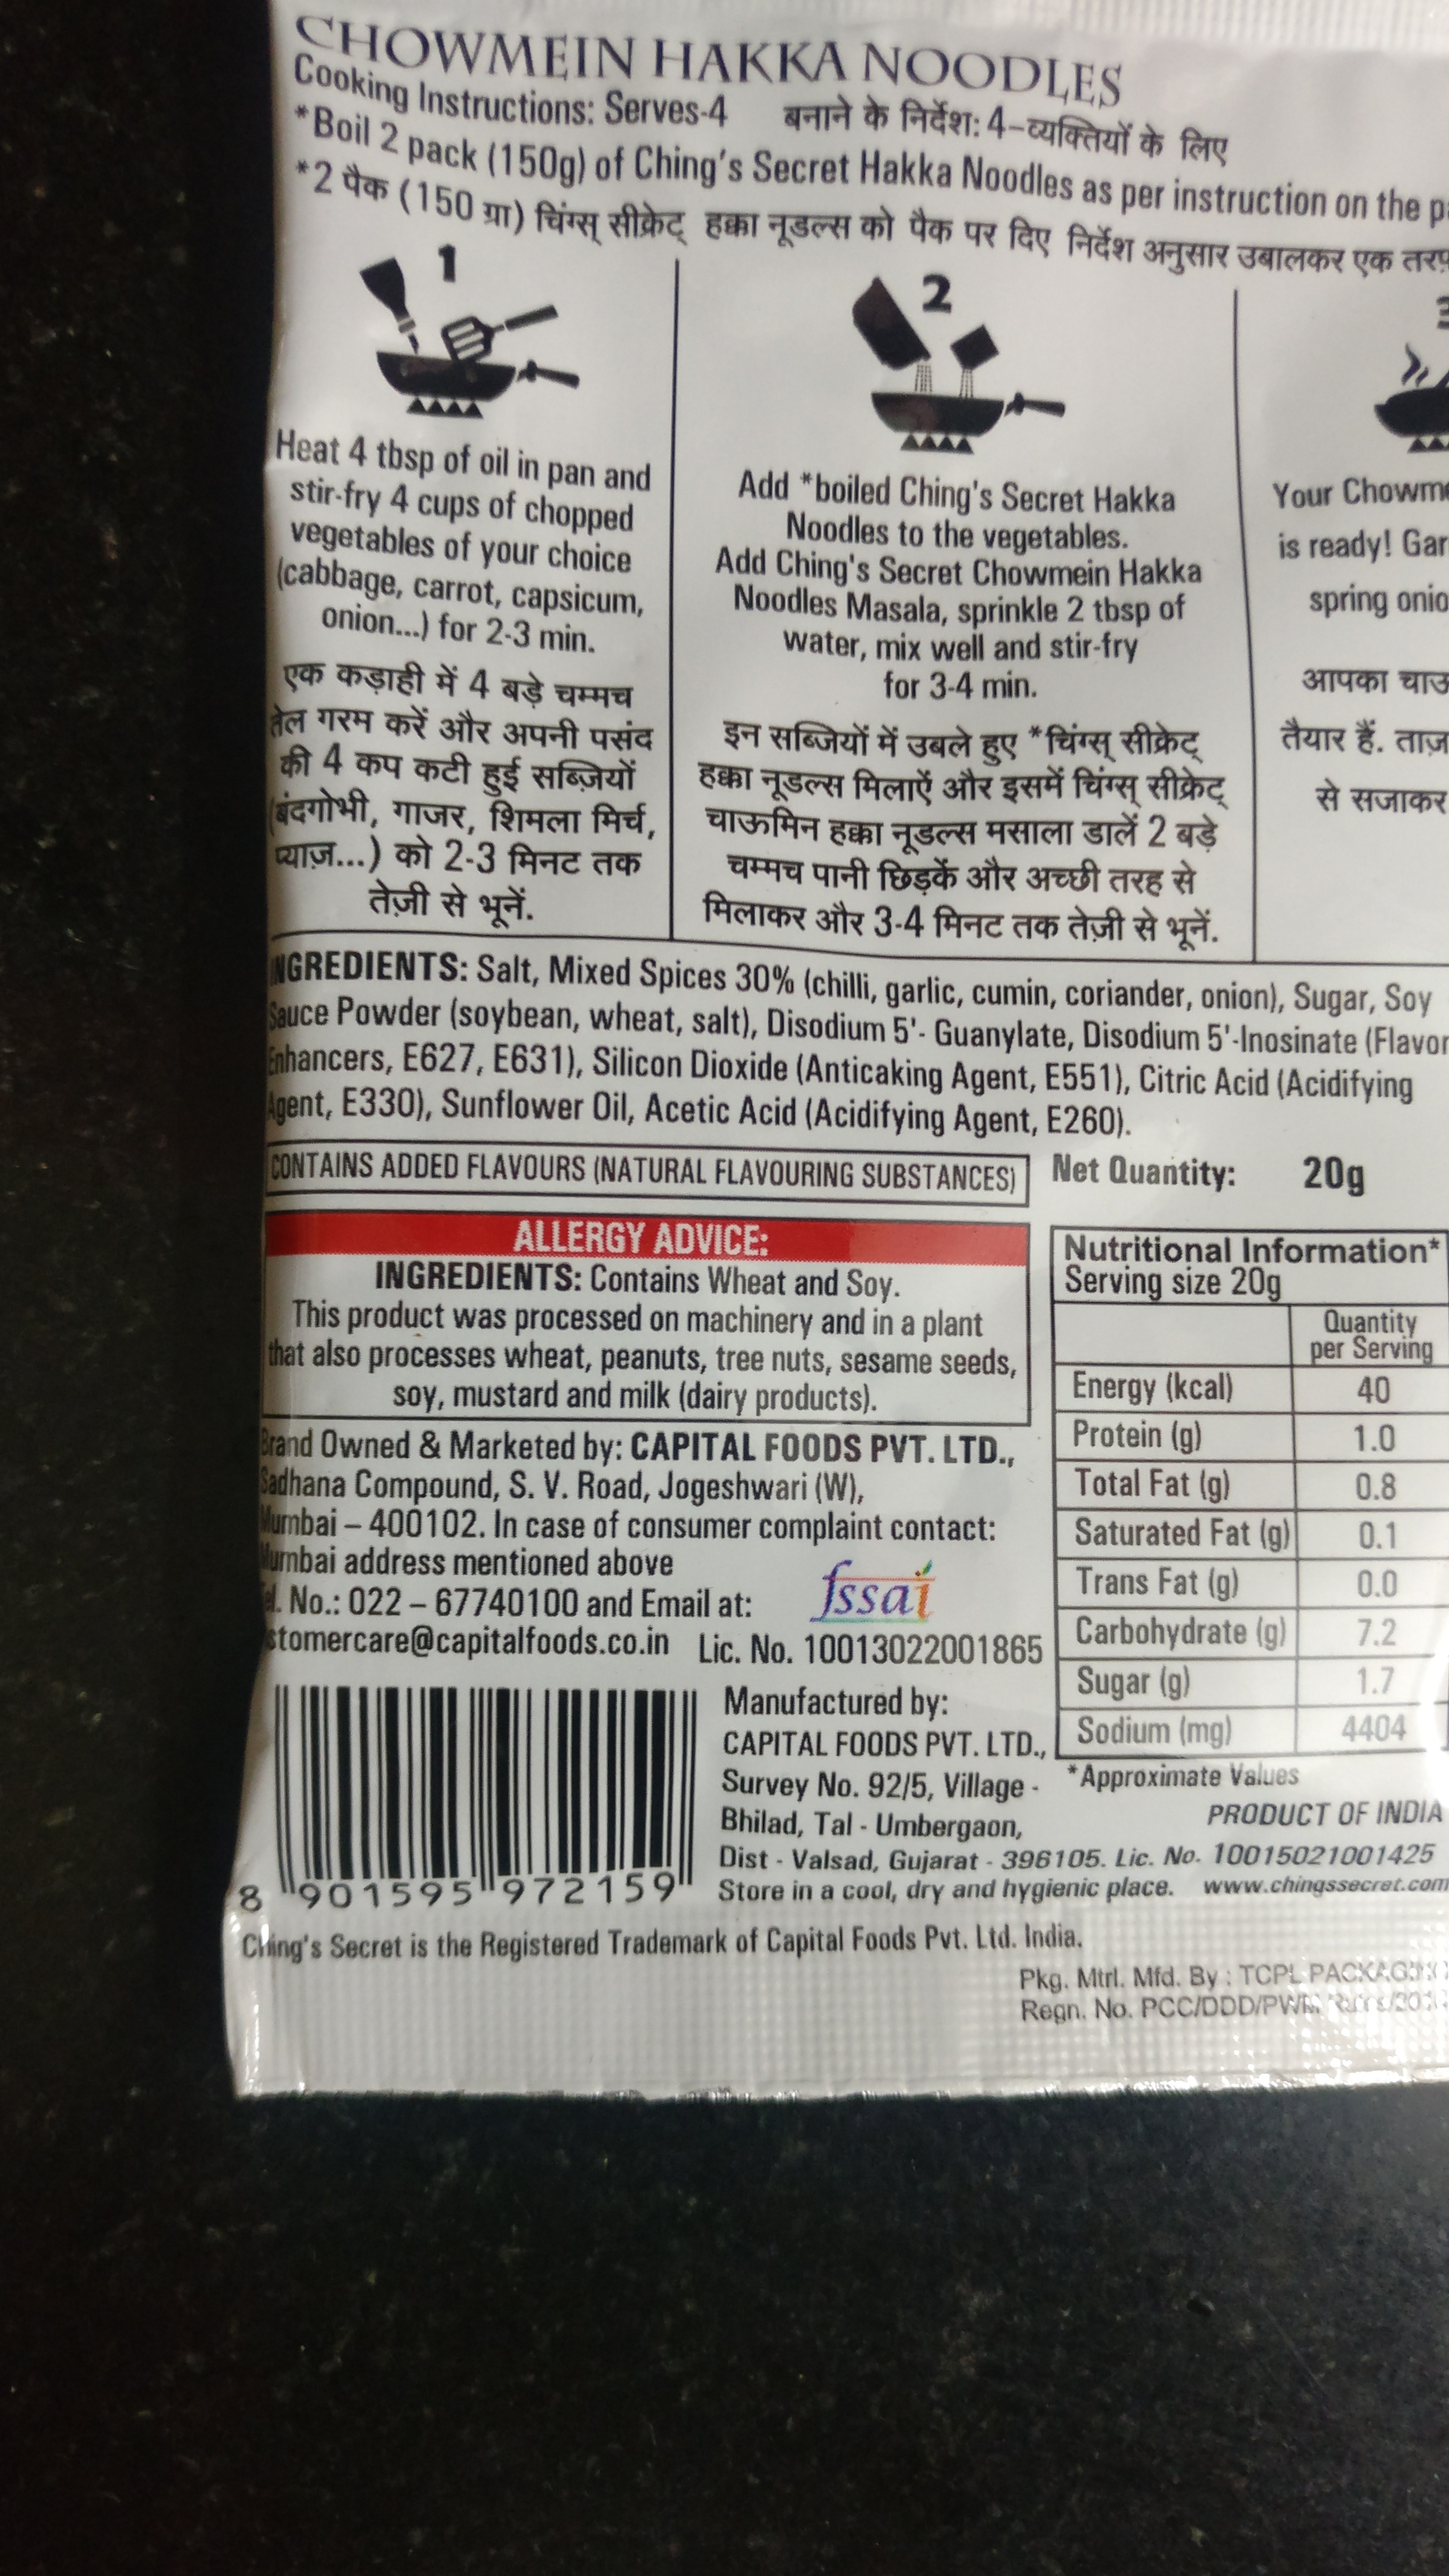 CHOWMEIN HAKKA NOODLES
Cooking Instructions: Serves-4 बनाने के निर्देश: 4-व्यक्तियों के लिए
*Boil 2 pack (150g) of Ching's Secret Hakka Noodles as per instruction on the
*2 पैक (150 ग्रा) चिंग्स् सीक्रेट् हक्का नूडल्स को पैक पर दिए निर्देश अनुसार उबालकर एक
1
Heat 4 tbsp of oil in pan and
stir-fry 4 cups of chopped
vegetables of your choice
(cabbage, carrot, capsicum,
onion...) for 2-3 min.
एक कड़ाही में 4 बड़े चम्मच
तेल गरम करें और अपनी पसंद
की 4 कप कटी हुई सब्ज़ियों
(बंदगोभी, गाजर, शिमला मिर्च,
प्याज़...) को 2-3 मिनट तक
तेज़ी से भूनें.
2
Add *boiled Ching's Secret Hakka
Noodles to the vegetables.
Add Ching's Secret Chowmein Hakka
Noodles Masala, sprinkle 2 tbsp of
water, mix well and stir-fry
for 3-4 min.
इन सब्जियों में उबले हुए *चिंग्स् सीक्रेट्
हक्का नूडल्स मिलाऐं और इसमें चिंग्स् सीक्रेट्
चाऊमिन हक्का नूडल्स मसाला डालें 2 बड़े
चम्मच पानी छिड़कें और अच्छी तरह से
मिलाकर और 3-4 मिनट तक तेज़ी से भूनें.
Your
is ready!
spring
आपका
तैयार हैं.
से सजाकर
INGREDIENTS: Salt, Mixed Spices 30% (chilli, garlic, cumin, coriander, onion), Sugar, Soy
Sauce Powder (soybean, wheat, salt), Disodium 5'- Guanylate, Disodium 5'-Inosinate (Flavor
Enhancers, E627, E631), Silicon Dioxide (Anticaking Agent, E551), Citric Acid (Acidifying
Agent, E330), Sunflower Oil, Acetic Acid (Acidifying Agent, E260).
CONTAINS ADDED FLAVOURS (NATURAL FLAVOURING SUBSTANCES)
Net Quantity: 20g
ALLERGY ADVICE:
INGREDIENTS: Contains Wheat and Soy.
This product was processed on machinery and in a plant
that also processes wheat, peanuts, tree nuts, sesame seeds,
soy, mustard and milk (dairy products).
Nutritional Information*
Serving size 20g
Quantity
per Serving
Energy (kcal) 40
Protein (g) 1.0
Total Fat (g) 0.8
Saturated Fat (g) 0.1
Trans Fat (g) 0.0
Carbohydrate (g) 7.2
Sugar (g) 1.7
Sodium (mg) 4404
*Approximate Values
PRODUCT OF INDIA
Brand Owned & Marketed by: CAPITAL FOODS PVT. LTD.,
Sadhana Compound, S. V. Road, Jogeshwari (W),
Mumbai – 400102. In case of consumer complaint contact:
Mumbai address mentioned above
Tel. No.: 022 – 67740100 and Email at:
stomercare@capitalfoods.co.in
fssai
Lic. No. 10013022001865
Manufactured by:
CAPITAL FOODS PVT. LTD.,
Survey No. 92/5, Village -
Bhilad, Tal - Umbergaon,
Dist - Valsad, Gujarat - 396105. Lic. No. 10015021001425
Store in a cool, dry and hygienic place. www.chingssecret.com
8 901595 972159
Ching's Secret is the Registered Trademark of Capital Foods Pvt. Ltd. India.
Pkg. Mtrl. Mfd. By : TCPL PACKAGING
Regn. No.